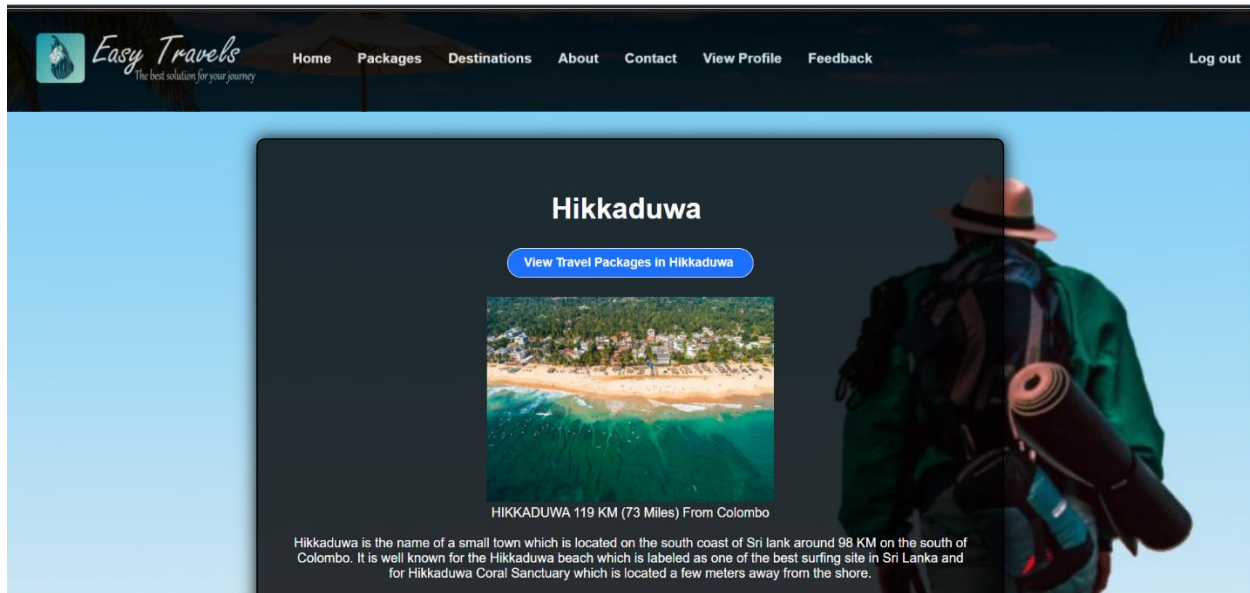 Easy Travels
The best solution for your journey
Home Packages Destinations About Contact View Profile Feedback Log out
Hikkaduwa
View Travel Packages in Hikkaduwa
HIKKADUWA 119 KM (73 Miles) From Colombo
Hikkaduwa is the name of a small town which is located on the south coast of Sri lank around 98 KM on the south of
Colombo. It is well known for the Hikkaduwa beach which is labeled as one of the best surfing site in Sri Lanka and
for Hikkaduwa Coral Sanctuary which is located a few meters away from the shore.